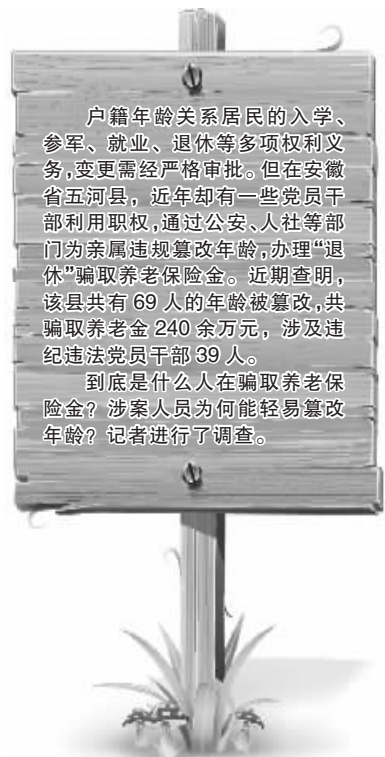 户籍年龄关系居民的入学、
参军、就业、退休等多项权利义
务,变更需经严格审批。但在安徽
省五河县，近年却有一些党员干
部利用职权,通过公安、人社等部
门为亲属违规篡改年龄,办理“退
休”骗取养老保险金。近期查明，
该县共有 69 人的年龄被篡改,共
骗取养老金 240 余万元，涉及违
纪违法党员干部 39 人。
到底是什么人在骗取养老保
险金？涉案人员为何能轻易篡改
年龄？记者进行了调查。